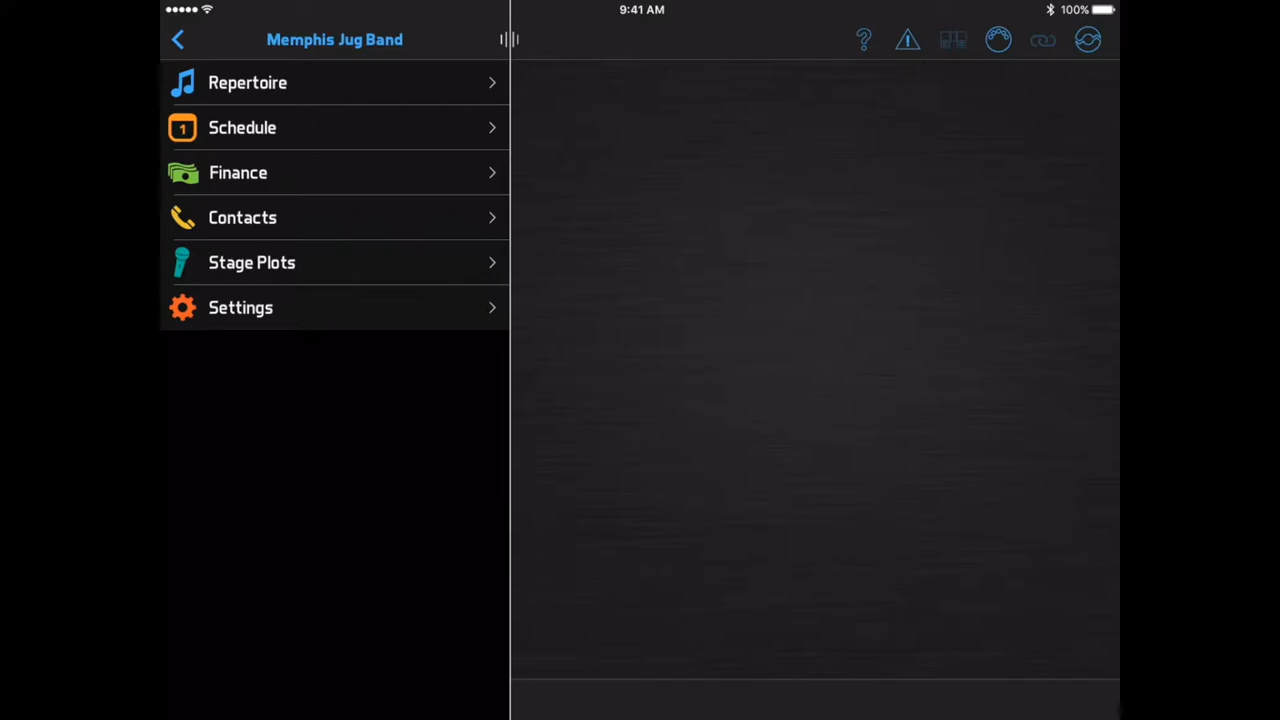 9:41 AM
100%
Memphis Jug Band
Repertoire
1
Schedule
Finance
Contacts
Stage Plots
Settings